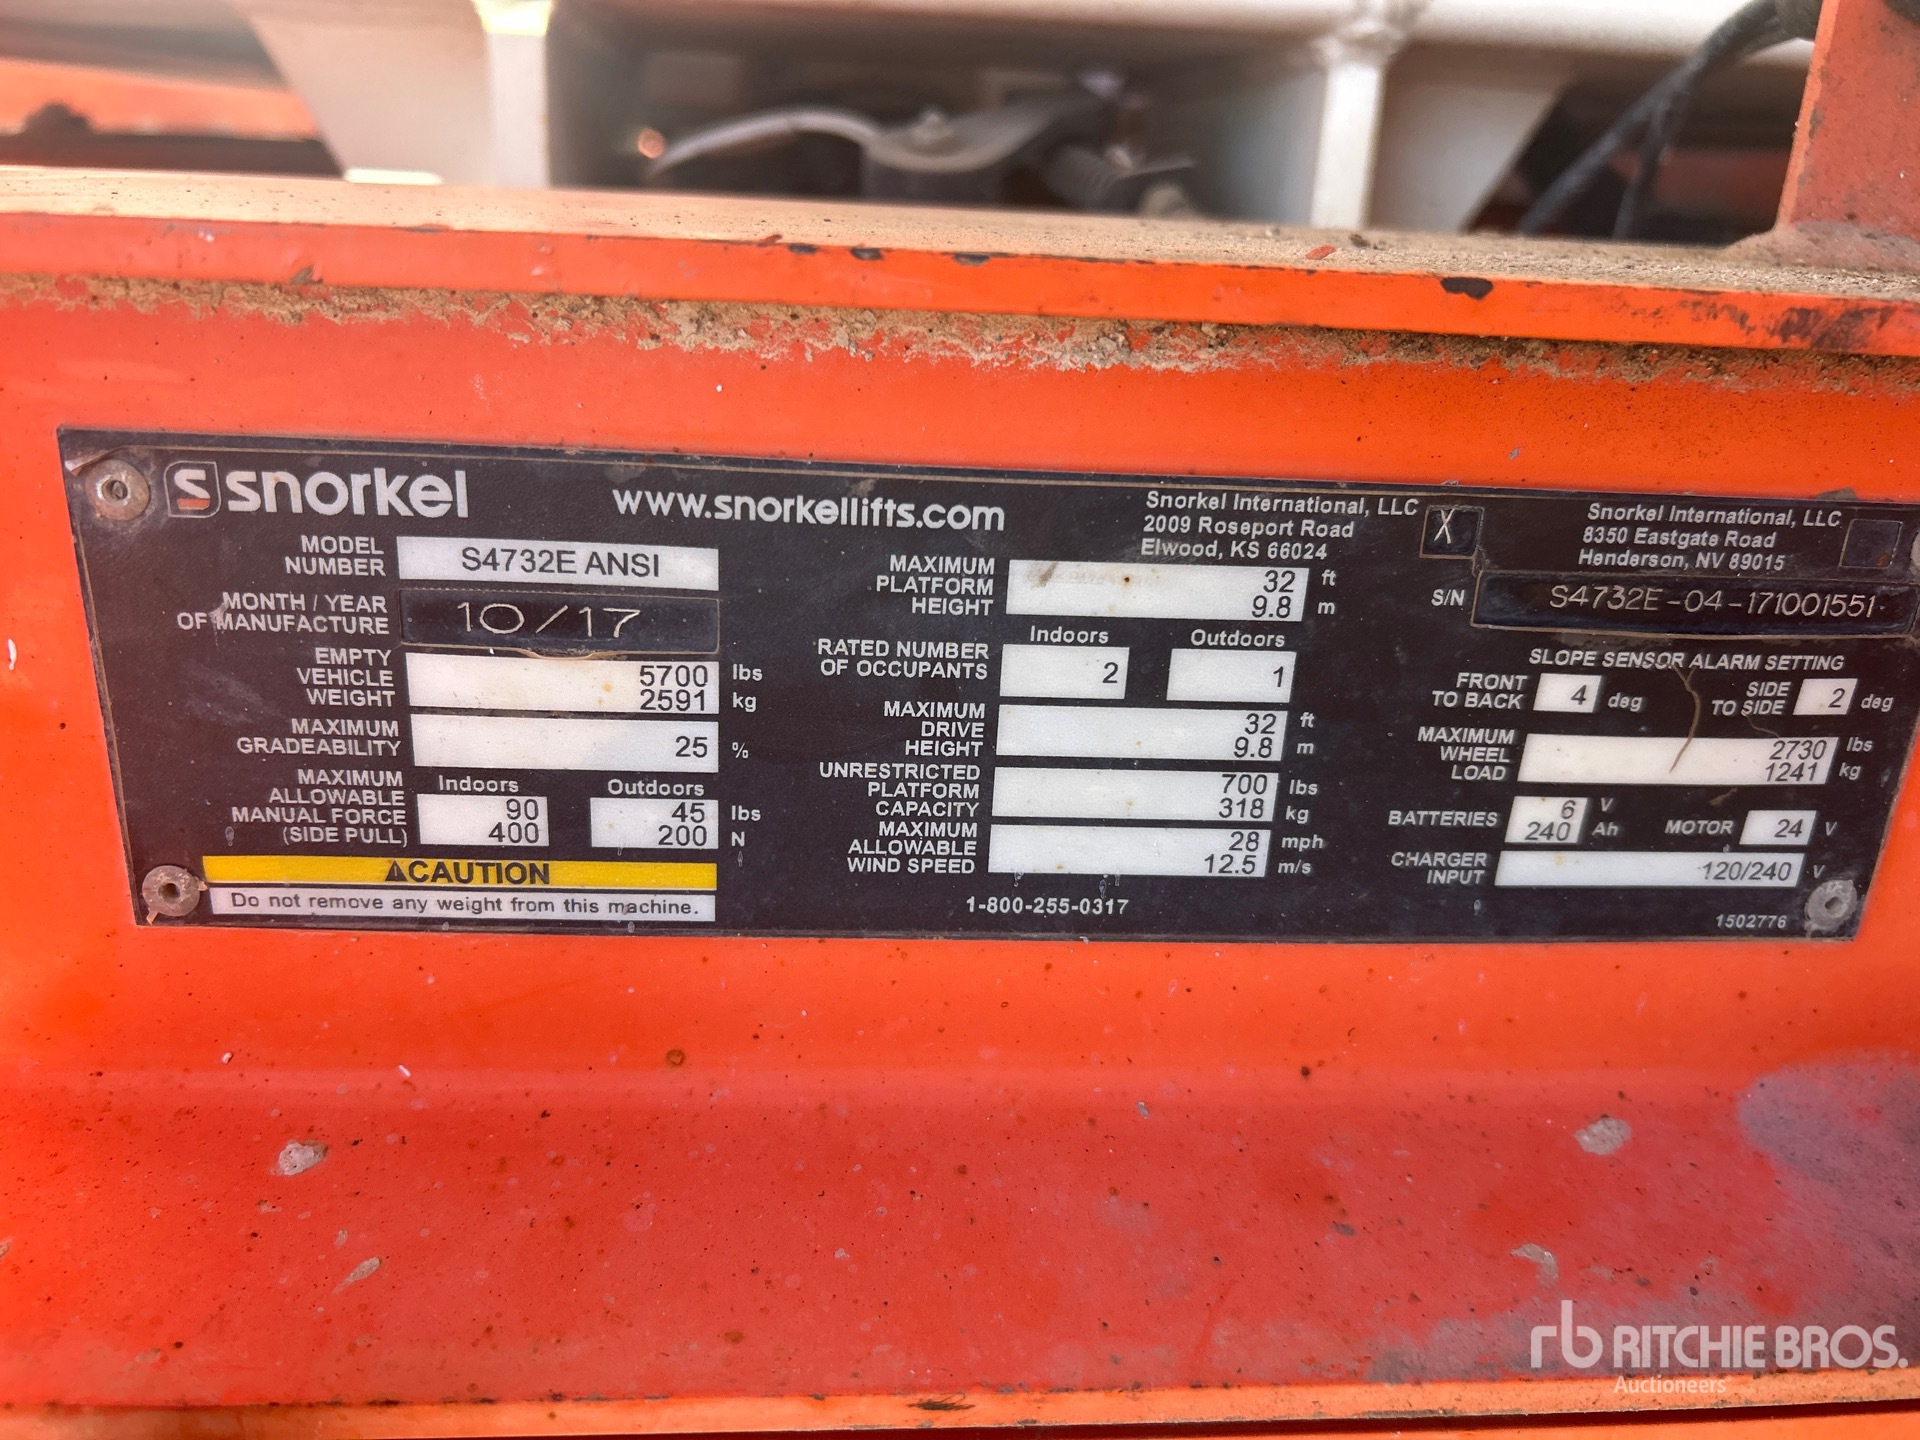 snorkel
www.snorkellifts.com
Snorkel International, LLC
2009 Roseport Road
Elwood, KS 66024
X
Snorkel International, LLC
8350 Eastgate Road
Henderson, NV 89015
MODEL
NUMBER
S4732E ANSI
MONTH / YEAR
OF MANUFACTURE
10/17
EMPTY
VEHICLE
WEIGHT
5700 lbs
2591 kg
MAXIMUM
GRADEABILITY
25 %
MAXIMUM
ALLOWABLE
MANUAL FORCE
(SIDE PULL)
Indoors
90
400
Outdoors
45 lbs
200 N
⚠CAUTION
Do not remove any weight from this machine.
MAXIMUM
PLATFORM
HEIGHT
32 ft
9.8 m
RATED NUMBER
OF OCCUPANTS
Indoors
2
Outdoors
1
MAXIMUM
DRIVE
HEIGHT
32 ft
9.8 m
UNRESTRICTED
PLATFORM
CAPACITY
700 lbs
318 kg
MAXIMUM
ALLOWABLE
WIND SPEED
28 mph
12.5 m/s
1-800-255-0317
S/N S4732E-04-171001551
SLOPE SENSOR ALARM SETTING
FRONT
TO BACK
4 deg
SIDE
TO SIDE
2 deg
MAXIMUM
WHEEL
LOAD
2730 lbs
1241 kg
BATTERIES
6 V
240 Ah
MOTOR 24 V
CHARGER
INPUT
120/240 V
1502776
rb RITCHIE BROS.
Auctioneers